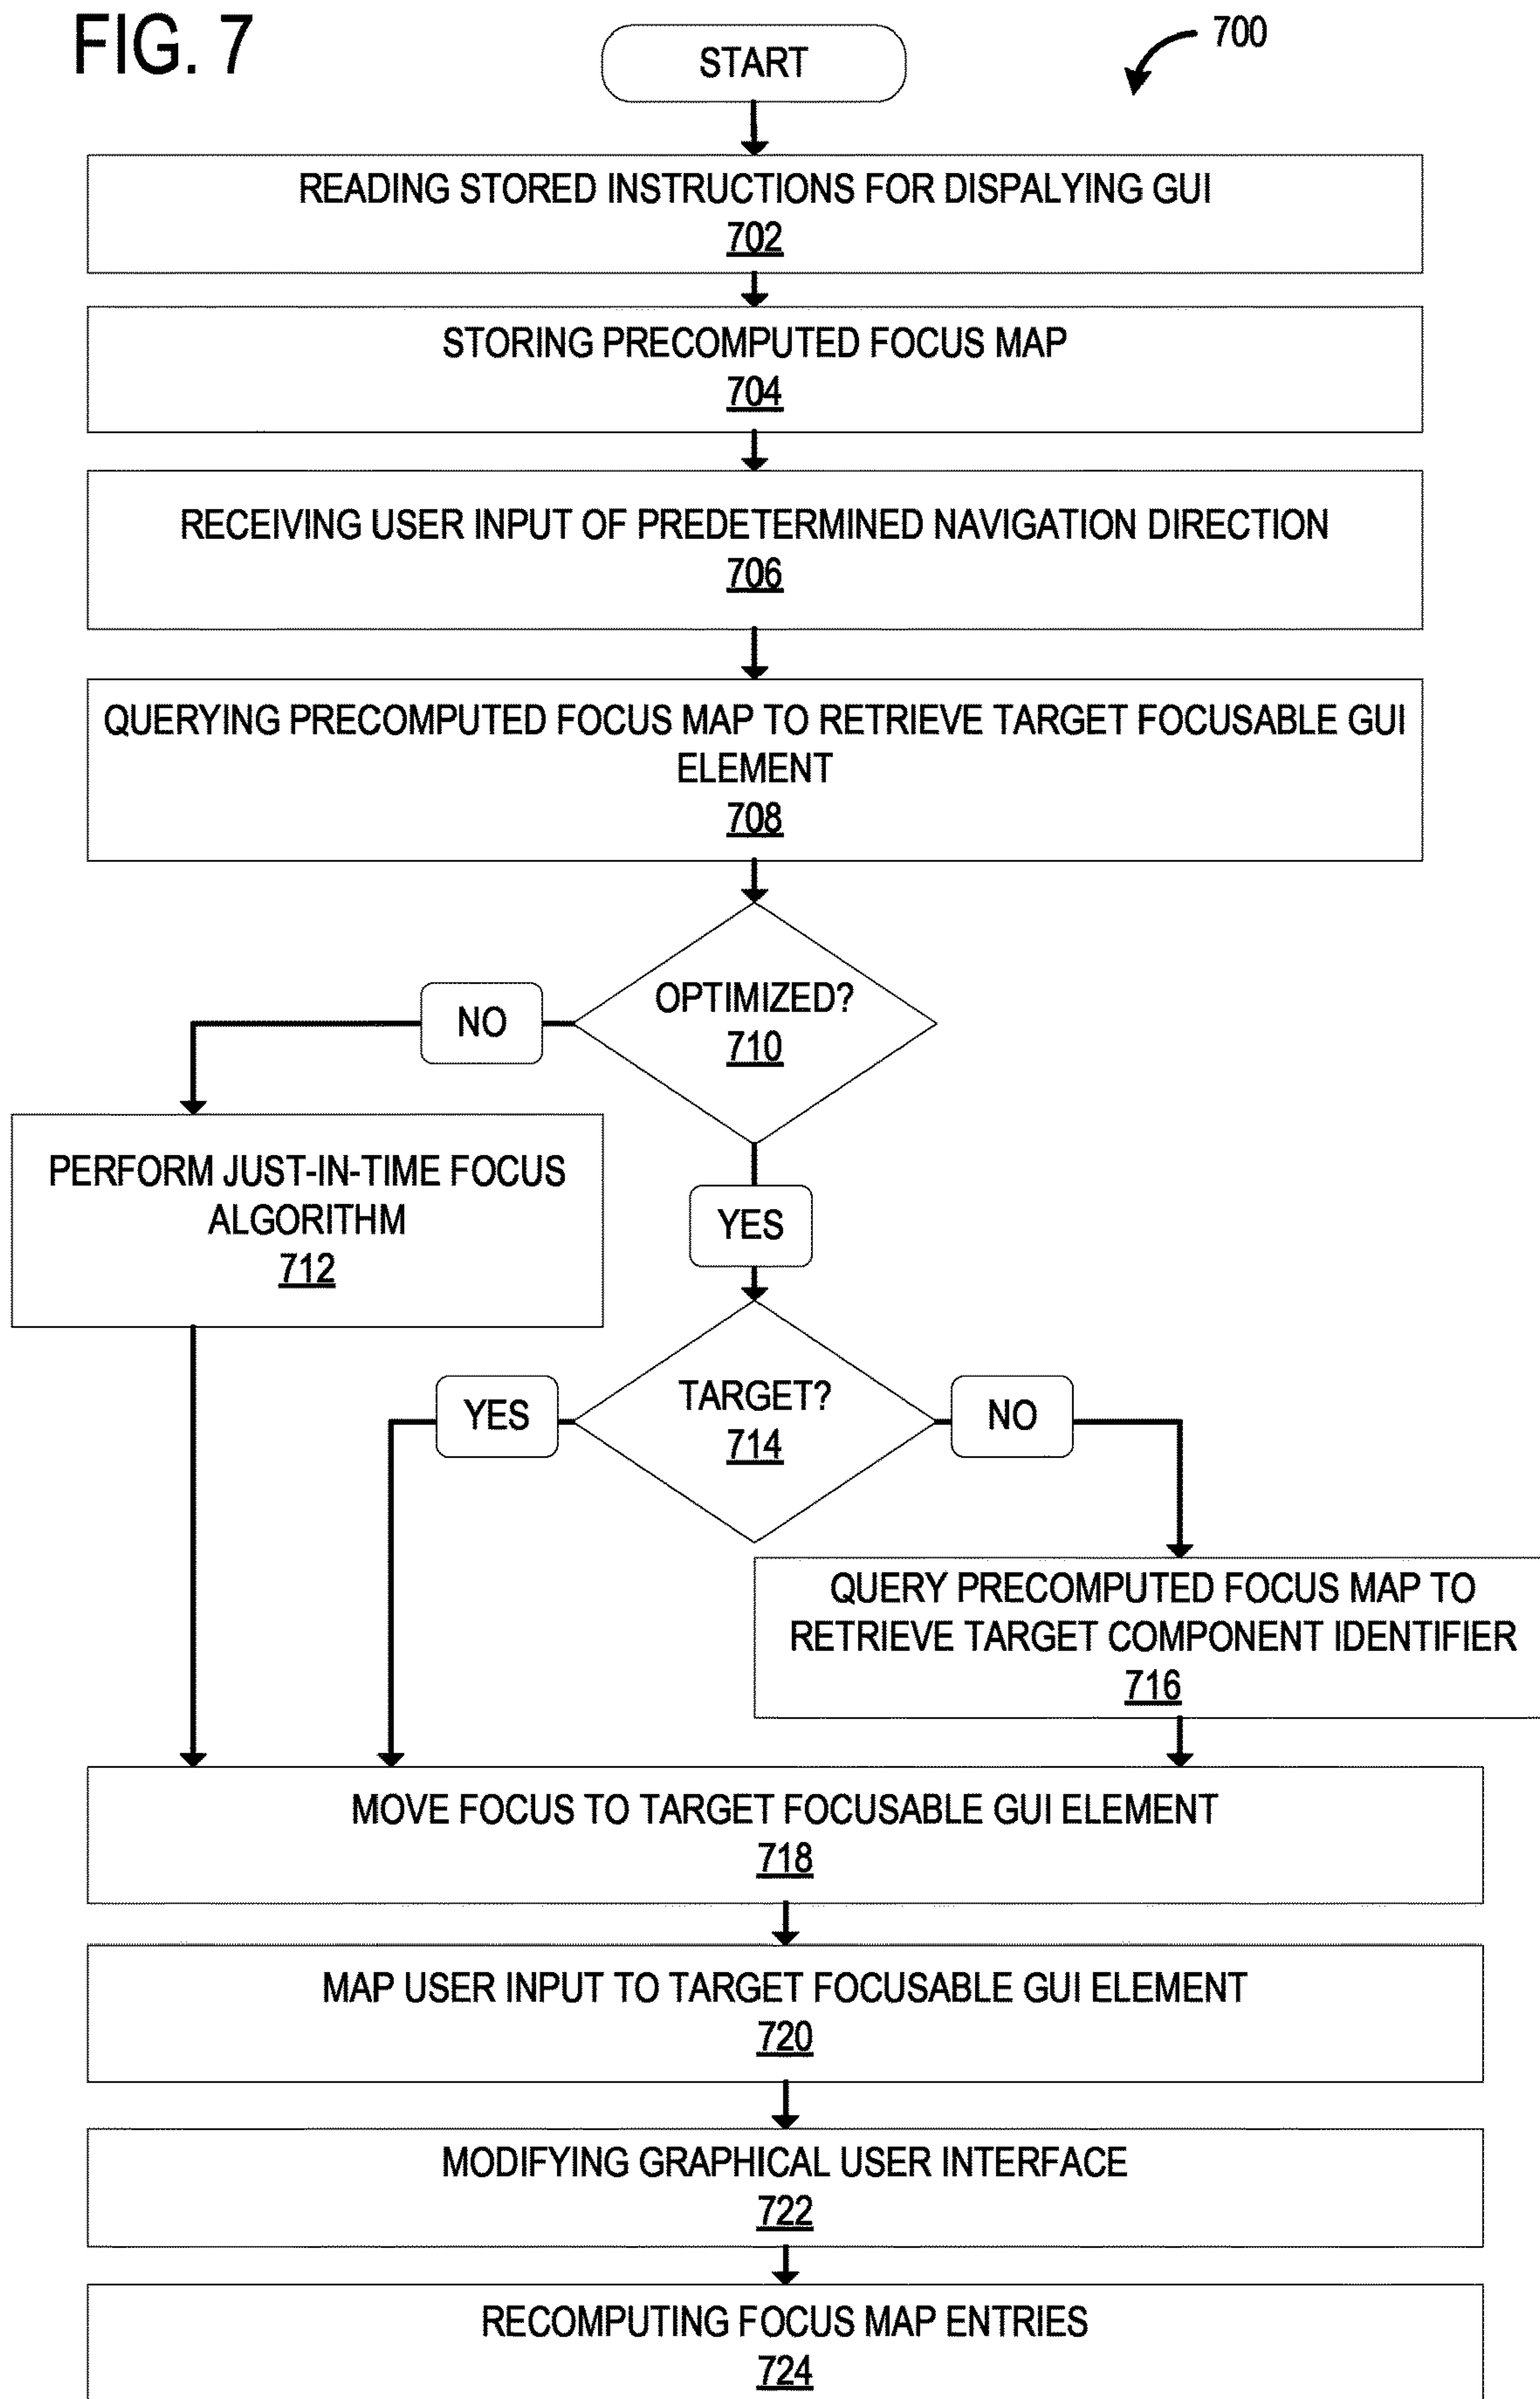 FIG. 7
700
START
READING STORED INSTRUCTIONS FOR DISPALYING GUI
702
STORING PRECOMPUTED FOCUS MAP
704
RECEIVING USER INPUT OF PREDETERMINED NAVIGATION DIRECTION
706
QUERYING PRECOMPUTED FOCUS MAP TO RETRIEVE TARGET FOCUSABLE GUI
ELEMENT
708
OPTIMIZED?
710
NO
PERFORM JUST-IN-TIME FOCUS
ALGORITHM
712
YES
TARGET?
714
YES
NO
QUERY PRECOMPUTED FOCUS MAP TO
RETRIEVE TARGET COMPONENT IDENTIFIER
716
MOVE FOCUS TO TARGET FOCUSABLE GUI ELEMENT
718
MAP USER INPUT TO TARGET FOCUSABLE GUI ELEMENT
720
MODIFYING GRAPHICAL USER INTERFACE
722
RECOMPUTING FOCUS MAP ENTRIES
724